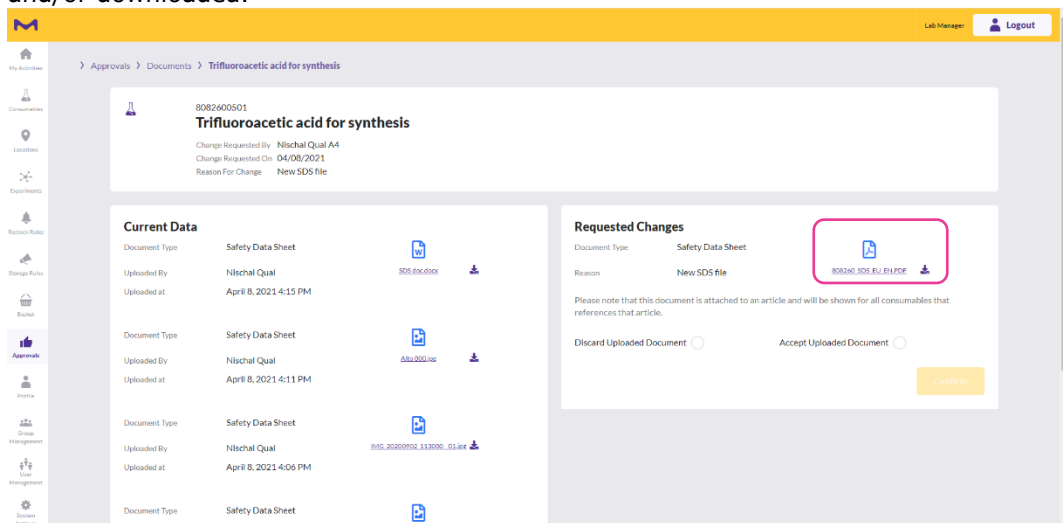 and/or downloaded.
M
Lab Manager
Logout
My Activities
Consumables
Locations
Experiments
Restock Rules
Storage Rules
Basket
Approvals
Profile
Group Management
User Management
System
> Approvals > Documents > Trifluoroacetic acid for synthesis
8082600501
Trifluoroacetic acid for synthesis
Change Requested By Nischal Qual A4
Change Requested On 04/08/2021
Reason For Change New SDS file
Current Data
Document Type Safety Data Sheet
Uploaded By Nischal Qual SDS doc.docx
Uploaded at April 8, 2021 4:15 PM
Document Type Safety Data Sheet
Uploaded By Nischal Qual Alto 800.jpg
Uploaded at April 8, 2021 4:11 PM
Document Type Safety Data Sheet
Uploaded By Nischal Qual IMG_20200902_113000__01.jpg
Uploaded at April 8, 2021 4:06 PM
Document Type Safety Data Sheet
Requested Changes
Document Type Safety Data Sheet
Reason New SDS file 808260_SDS_EU_EN.PDF
Please note that this document is attached to an article and will be shown for all consumables that
references that article.
Discard Uploaded Document Accept Uploaded Document
Confirm